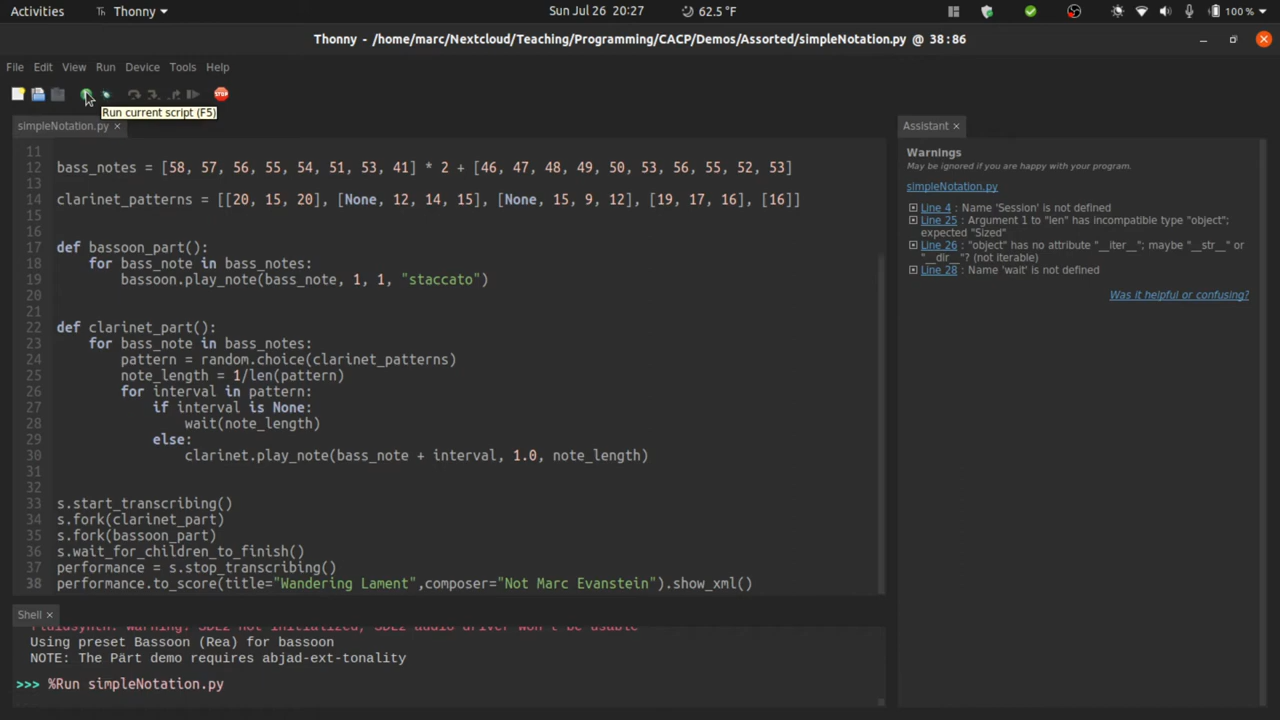 Activities Thonny Sun Jul 26 20:27 62.5 °F 100 %
Thonny - /home/marc/Nextcloud/Teaching/Programming/CACP/Demos/Assorted/simpleNotation.py @ 38:86
File Edit View Run Device Tools Help
STOP
Run current script (F5)
simpleNotation.py
11
12 bass_notes = [58, 57, 56, 55, 54, 51, 53, 41] * 2 + [46, 47, 48, 49, 50, 53, 56, 55, 52, 53]
13
14 clarinet_patterns = [[20, 15, 20], [None, 12, 14, 15], [None, 15, 9, 12], [19, 17, 16], [16]]
15
16
17 def bassoon_part():
18 for bass_note in bass_notes:
19 bassoon.play_note(bass_note, 1, 1, "staccato")
20
21
22 def clarinet_part():
23 for bass_note in bass_notes:
24 pattern = random.choice(clarinet_patterns)
25 note_length = 1/len(pattern)
26 for interval in pattern:
27 if interval is None:
28 wait(note_length)
29 else:
30 clarinet.play_note(bass_note + interval, 1.0, note_length)
31
32
33 s.start_transcribing()
34 s.fork(clarinet_part)
35 s.fork(bassoon_part)
36 s.wait_for_children_to_finish()
37 performance = s.stop_transcribing()
38 performance.to_score(title="Wandering Lament",composer="Not Marc Evanstein").show_xml()
Shell
fluidsynth: warning: SDL2 not initialized, SDL2 audio driver won't be usable
Using preset Bassoon (Rea) for bassoon
NOTE: The Pärt demo requires abjad-ext-tonality
>>> %Run simpleNotation.py
Assistant
Warnings
May be ignored if you are happy with your program.
simpleNotation.py
Line 4 : Name 'Session' is not defined
Line 25 : Argument 1 to "len" has incompatible type "object";
expected "Sized"
Line 26 : "object" has no attribute "__iter__"; maybe "__str__" or
"__dir__"? (not iterable)
Line 28 : Name 'wait' is not defined
Was it helpful or confusing?